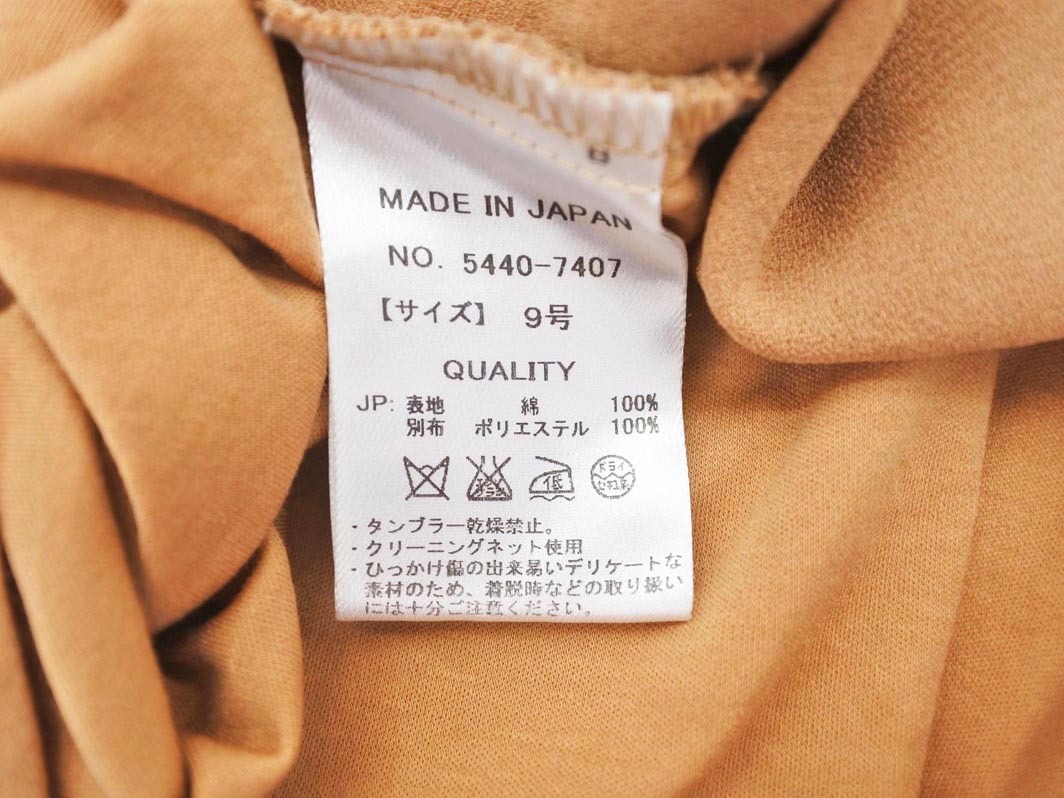 MADE IN JAPAN
NO. 5440-7407
【サイズ】 9号
QUALITY
JP: 表地 綿 100%
別布 ポリエステル 100%
低 ドライ
・タンブラー乾燥禁止。
・クリーニングネット使用
・ひっかけ傷の出来易いデリケートな
素材のため、着脱時などの取り扱い
には十分ご注意ください。